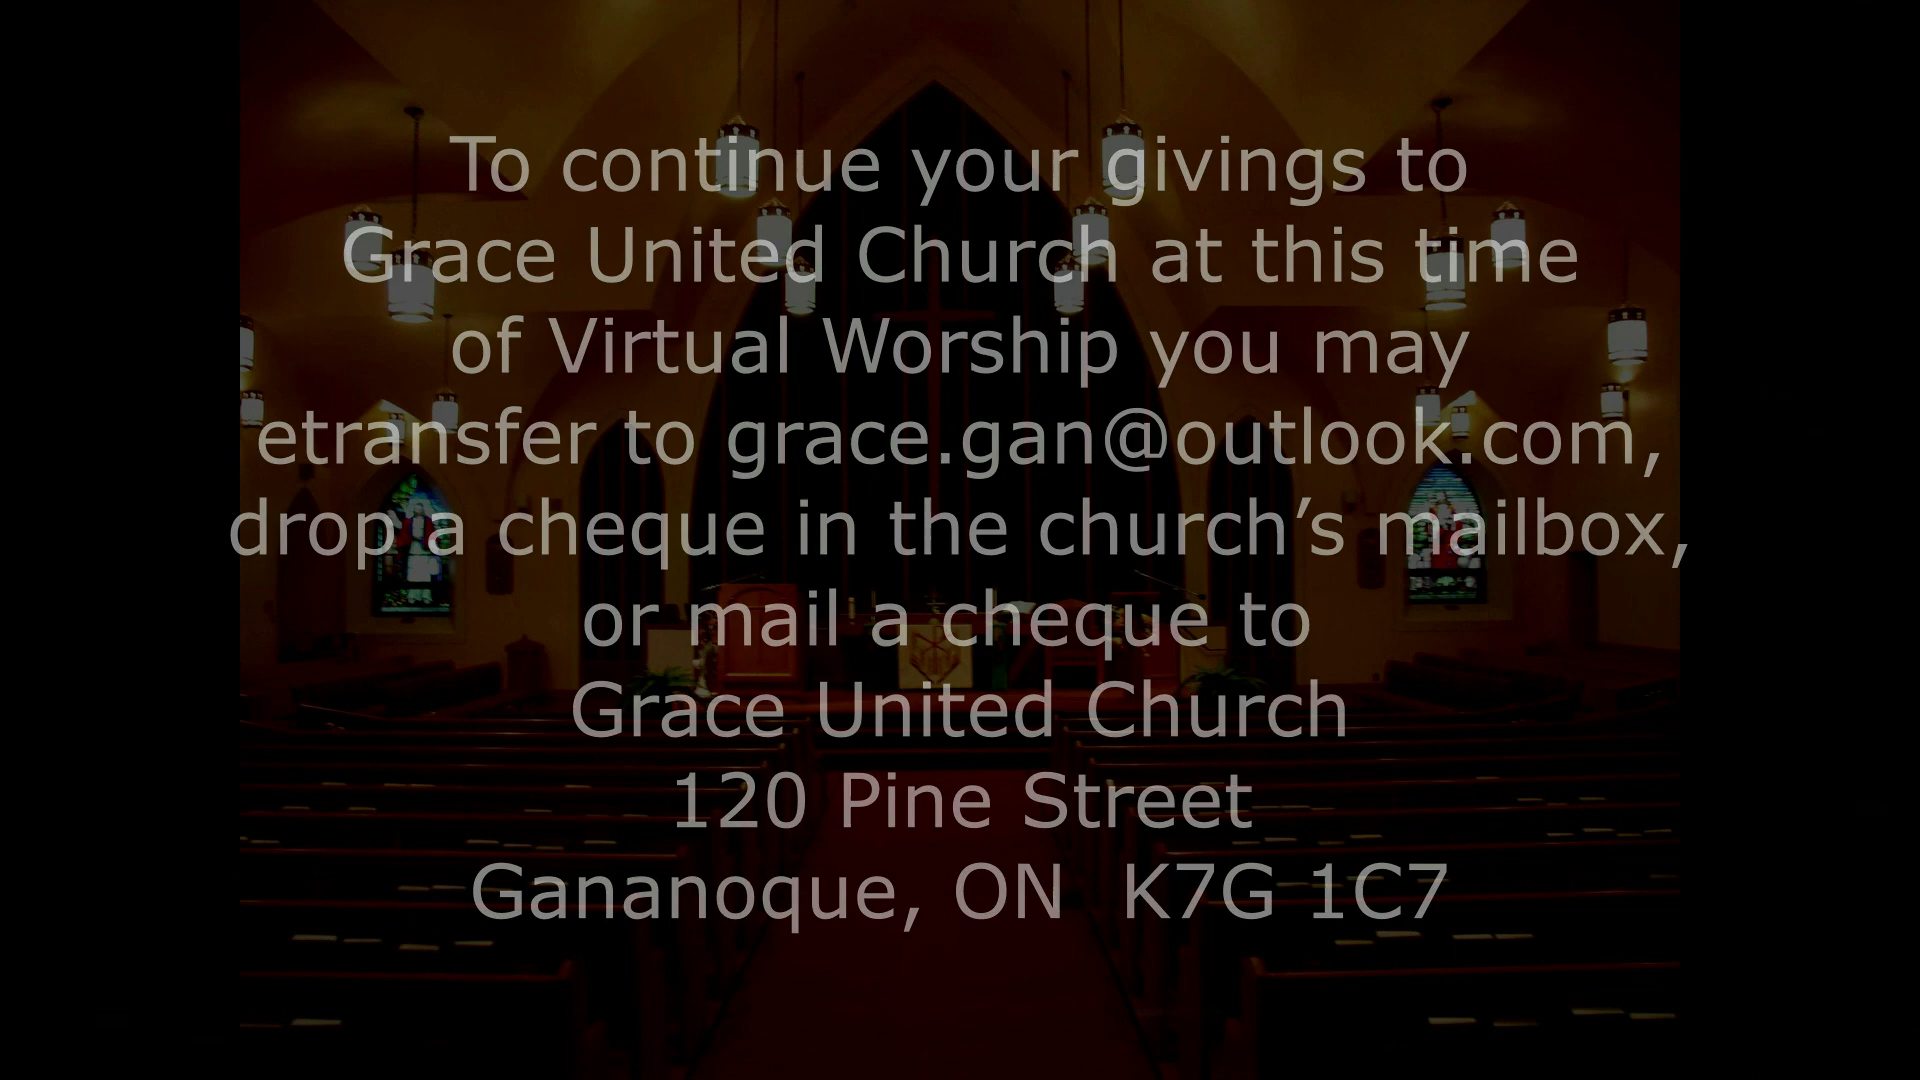 To continue your givings to
Grace United Church at this time
of Virtual Worship you may
etransfer to grace.gan@outlook.com,
drop a cheque in the church’s mailbox,
or mail a cheque to
Grace United Church
120 Pine Street
Gananoque, ON  K7G 1C7